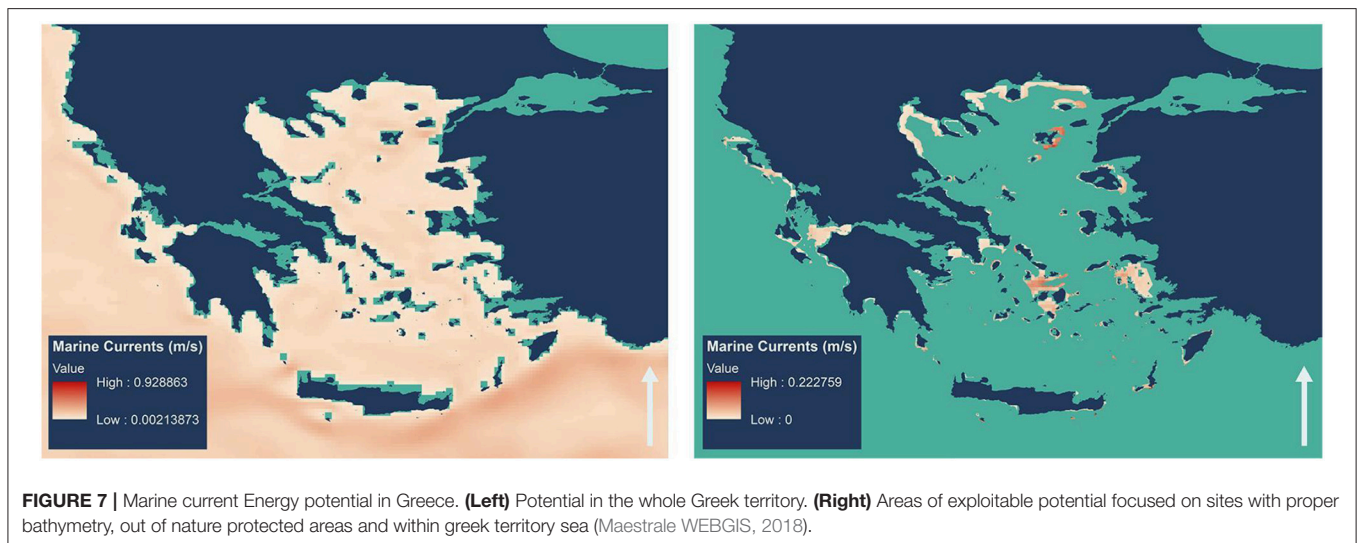 Marine Currents (m/s)
Value
High : 0.928863
Low : 0.00213873
Marine Currents (m/s)
Value
High : 0.222759
Low : 0
FIGURE 7 | Marine current Energy potential in Greece. (Left) Potential in the whole Greek territory. (Right) Areas of exploitable potential focused on sites with proper
bathymetry, out of nature protected areas and within greek territory sea (Maestrale WEBGIS, 2018).